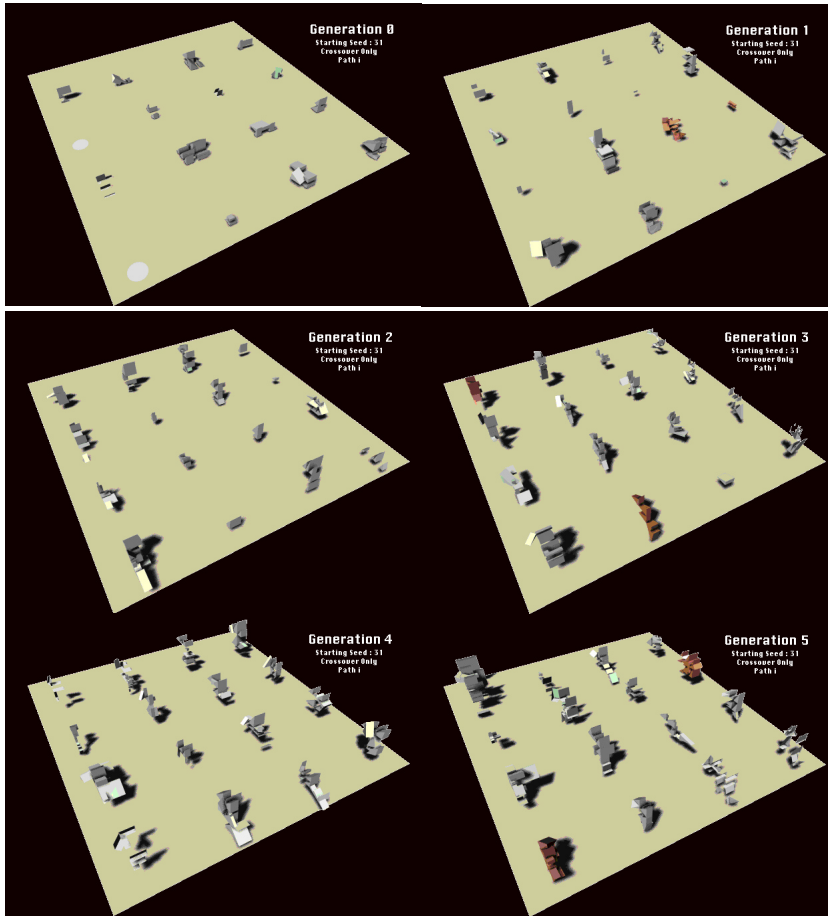 Generation 0
Starting Seed : 31
Crossover Only
Path i
Generation 1
Starting Seed : 31
Crossover Only
Path i
Generation 2
Starting Seed : 31
Crossover Only
Path i
Generation 3
Starting Seed : 31
Crossover Only
Path i
Generation 4
Starting Seed : 31
Crossover Only
Path i
Generation 5
Starting Seed : 31
Crossover Only
Path i